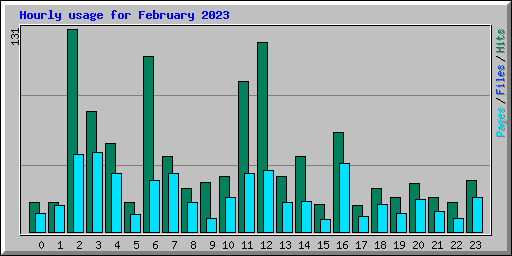 Hourly usage for February 2023
131
Pages/Files/Hits
0 1 2 3 4 5 6 7 8 9 10 11 12 13 14 15 16 17 18 19 20 21 22 23